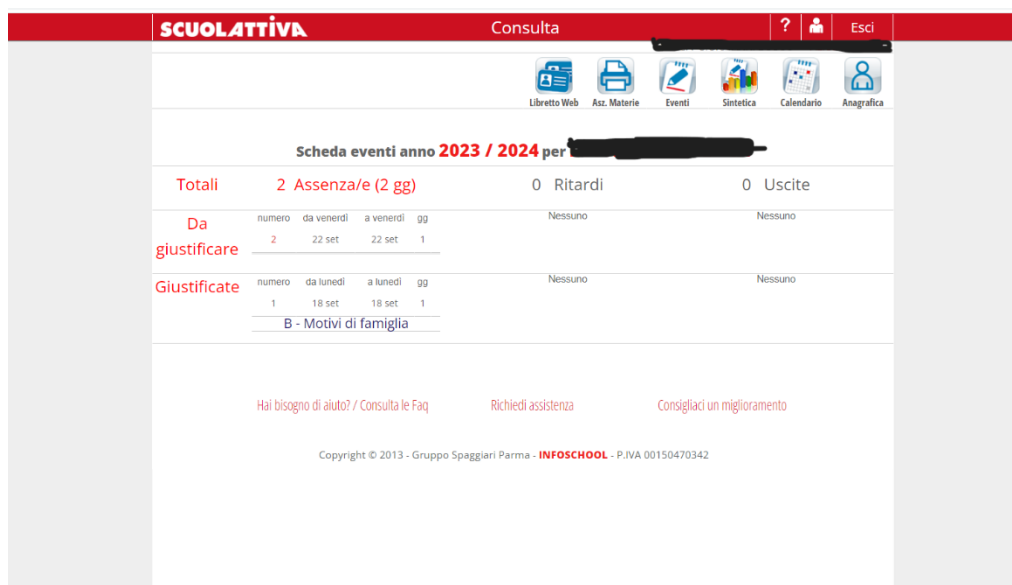 SCUOLATTIVA Consulta ? Esci
Libretto Web Asz. Materie Eventi Sintetica Calendario Anagrafica
Scheda eventi anno 2023 / 2024 per
Totali 2 Assenza/e (2 gg) 0 Ritardi 0 Uscite
Da giustificare
numero da venerdì a venerdì gg Nessuno Nessuno
2 22 set 22 set 1
Giustificate
numero da lunedì a lunedì gg Nessuno Nessuno
1 18 set 18 set 1
B - Motivi di famiglia
Hai bisogno di aiuto? / Consulta le Faq Richiedi assistenza Consigliaci un miglioramento
Copyright © 2013 - Gruppo Spaggiari Parma - INFOSCHOOL - P.IVA 00150470342